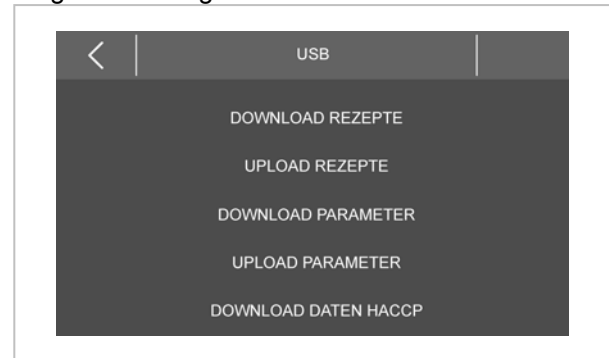 USB
DOWNLOAD REZEPTE
UPLOAD REZEPTE
DOWNLOAD PARAMETER
UPLOAD PARAMETER
DOWNLOAD DATEN HACCP